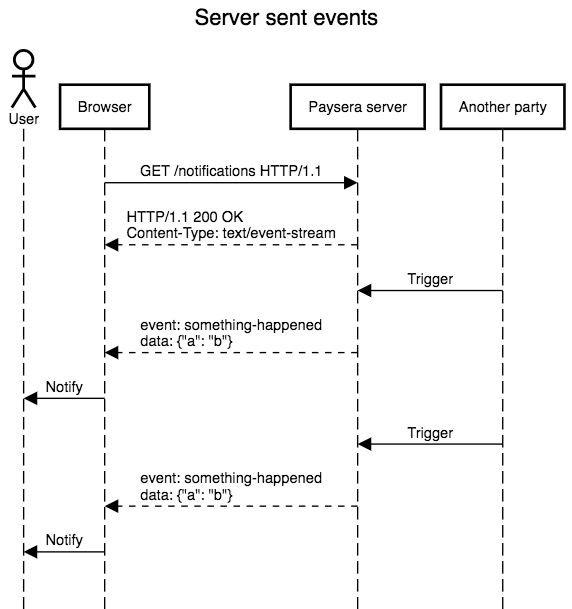 Server sent events
User
Browser
Paysera server
Another party
GET /notifications HTTP/1.1
HTTP/1.1 200 OK
Content-Type: text/event-stream
Trigger
event: something-happened
data: {"a": "b"}
Notify
Trigger
event: something-happened
data: {"a": "b"}
Notify